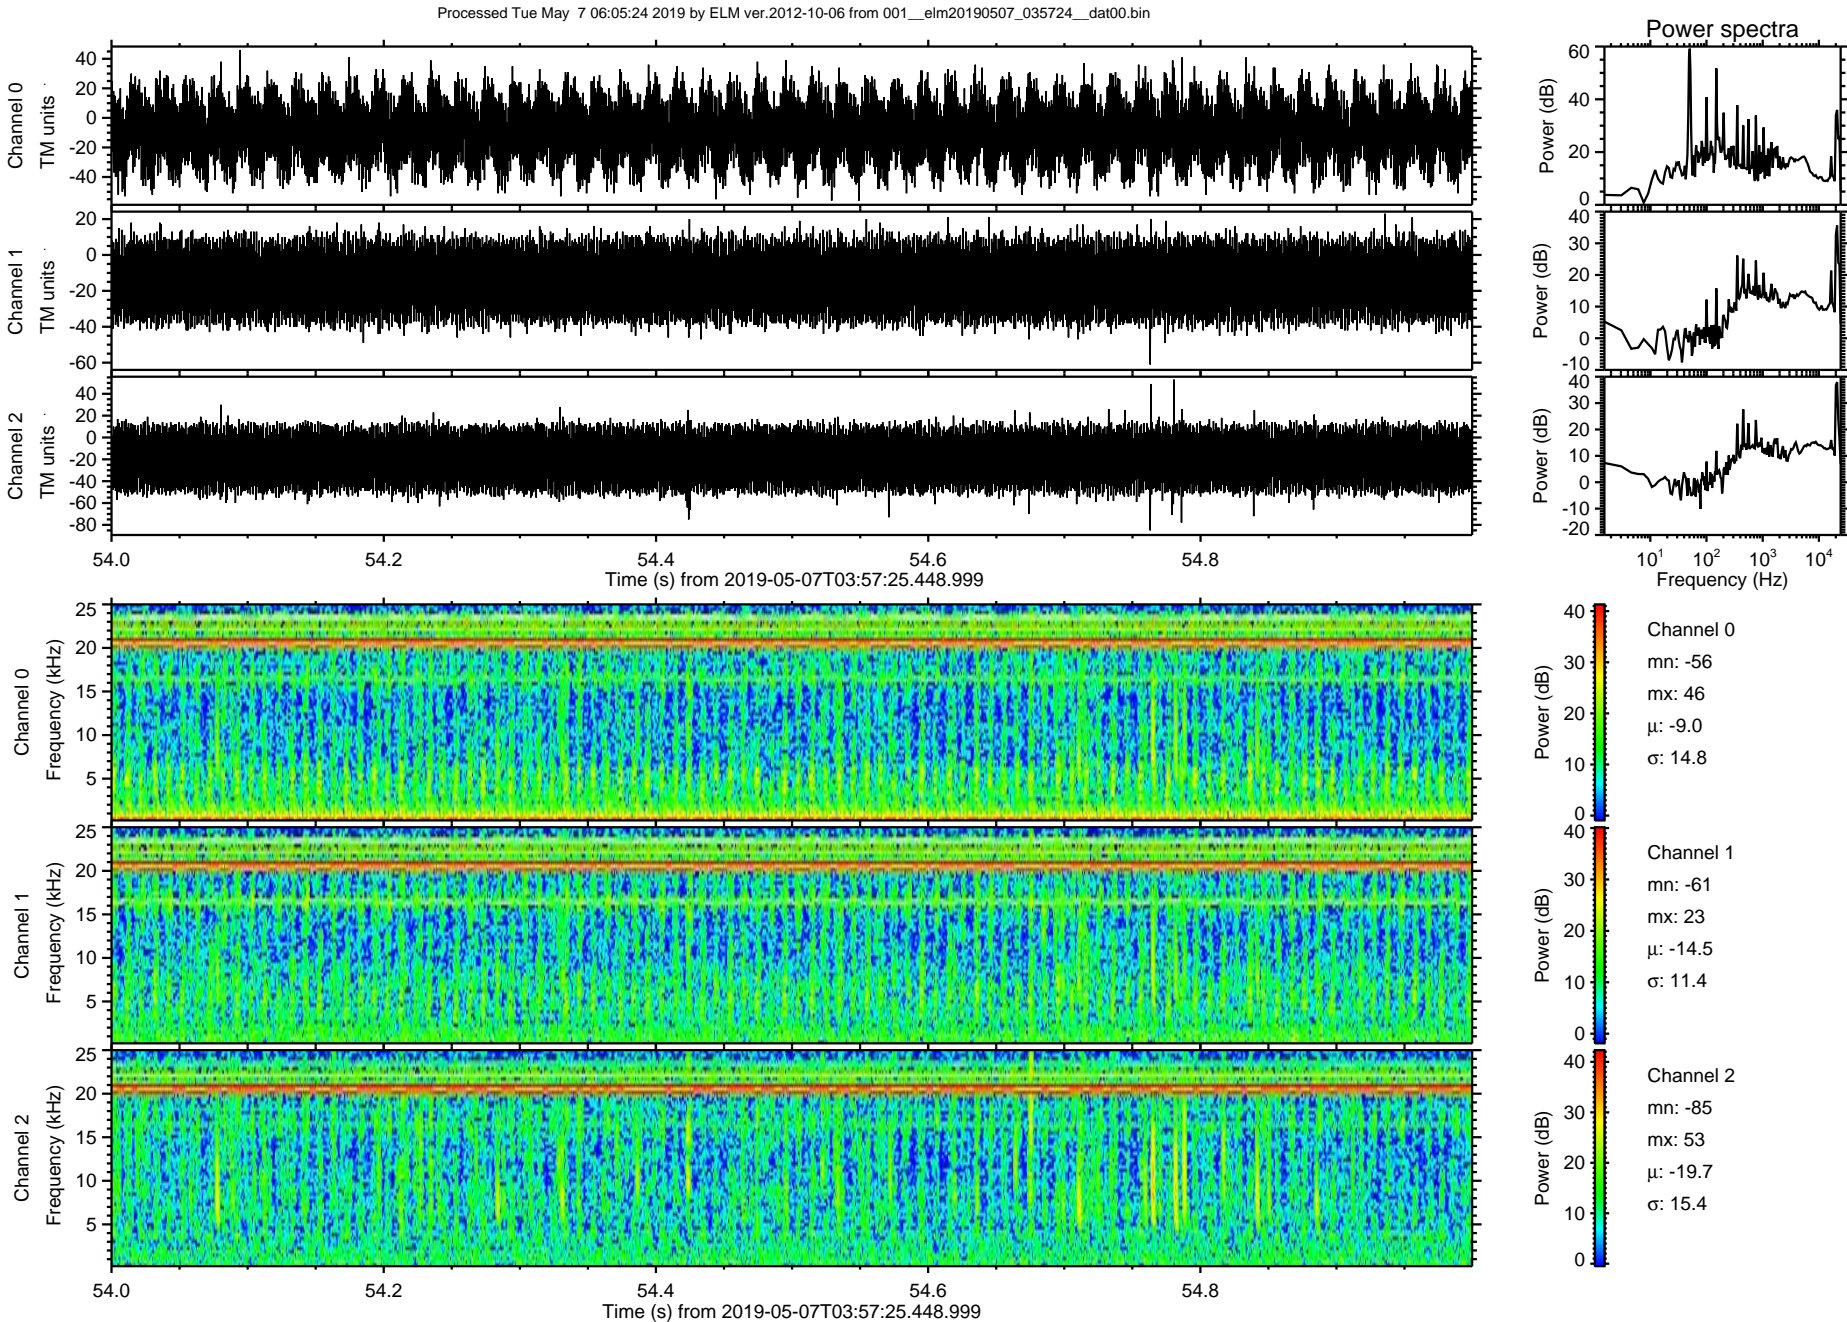 Processed Tue May  7 06:05:24 2019 by ELM ver.2012-10-06 from 001__elm20190507_035724__dat00.bin
Power spectra
Channel 0
TM units
40
20
0
-20
-40
Power (dB)
60
40
20
0
Channel 1
TM units
20
0
-20
-40
-60
Power (dB)
40
30
20
10
0
-10
Channel 2
TM units
40
20
0
-20
-40
-60
-80
Power (dB)
40
30
20
10
0
-10
-20
54.0 54.2 54.4 54.6 54.8
Time (s) from 2019-05-07T03:57:25.448.999
10^1 10^2 10^3 10^4
Frequency (Hz)
Channel 0
Frequency (kHz)
25
20
15
10
5
Power (dB)
40
30
20
10
0
Channel 0
mn: -56
mx: 46
μ: -9.0
σ: 14.8
Channel 1
Frequency (kHz)
25
20
15
10
5
Power (dB)
40
30
20
10
0
Channel 1
mn: -61
mx: 23
μ: -14.5
σ: 11.4
Channel 2
Frequency (kHz)
25
20
15
10
5
Power (dB)
40
30
20
10
0
Channel 2
mn: -85
mx: 53
μ: -19.7
σ: 15.4
54.0 54.2 54.4 54.6 54.8
Time (s) from 2019-05-07T03:57:25.448.999